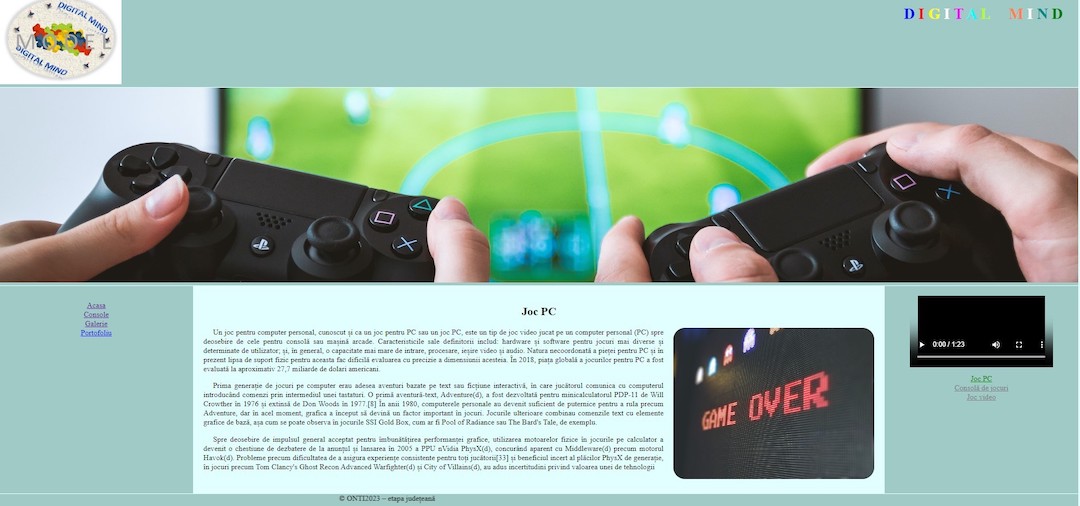 DIGITAL MIND
MODEL
DIGITAL MIND
DIGITAL MIND
Acasa
Console
Galerie
Portofoliu
Joc PC
Un joc pentru computer personal, cunoscut și ca un joc pentru PC sau un joc PC, este un tip de joc video jucat pe un computer personal (PC) spre
deosebire de cele pentru consolă sau mașină arcade. Caracteristicile sale definitorii includ: hardware și software pentru jocuri mai diverse și
determinate de utilizator; și, în general, o capacitate mai mare de intrare, procesare, ieșire video și audio. Natura necoordonată a pieței pentru PC și în
prezent lipsa de suport fizic pentru aceasta fac dificilă evaluarea cu precizie a dimensiunii acesteia. În 2018, piața globală a jocurilor pentru PC a fost
evaluată la aproximativ 27,7 miliarde de dolari americani.
Prima generație de jocuri pe computer erau adesea aventuri bazate pe text sau ficțiune interactivă, în care jucătorul comunica cu computerul
introducând comenzi prin intermediul unei tastaturi. O primă aventură-text, Adventure(d), a fost dezvoltată pentru minicalculatorul PDP-11 de Will
Crowther în 1976 și extinsă de Don Woods în 1977.[8] În anii 1980, computerele personale au devenit suficient de puternice pentru a rula precum
Adventure, dar în acel moment, grafica a început să devină un factor important în jocuri. Jocurile ulterioare combinau comenzile text cu elemente
grafice de bază, așa cum se poate observa în jocurile SSI Gold Box, cum ar fi Pool of Radiance sau The Bard's Tale, de exemplu.
Spre deosebire de impulsul general acceptat pentru îmbunătățirea performanței grafice, utilizarea motoarelor fizice în jocurile pe calculator a
devenit o chestiune de dezbatere de la anunțul și lansarea în 2005 a PPU nVidia PhysX(d), concurând aparent cu Middleware(d) precum motorul
Havok(d). Probleme precum dificultatea de a asigura experiențe consistente pentru toți jucătorii[33] și beneficiul incert al plăcilor PhysX de generație,
în jocuri precum Tom Clancy's Ghost Recon Advanced Warfighter(d) și City of Villains(d), au adus incertitudini privind valoarea unei de tehnologii
GAME OVER
0:00 / 1:23
Joc PC
Consolă de jocuri
Joc video
© ONTI2023 – etapa județeană